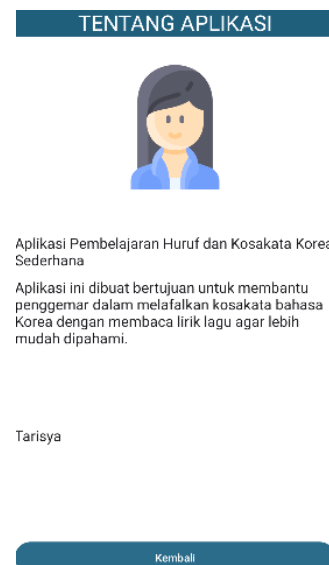 TENTANG APLIKASI
Aplikasi Pembelajaran Huruf dan Kosakata Korea
Sederhana
Aplikasi ini dibuat bertujuan untuk membantu
penggemar dalam melafalkan kosakata bahasa
Korea dengan membaca lirik lagu agar lebih
mudah dipahami.
Tarisya
Kembali